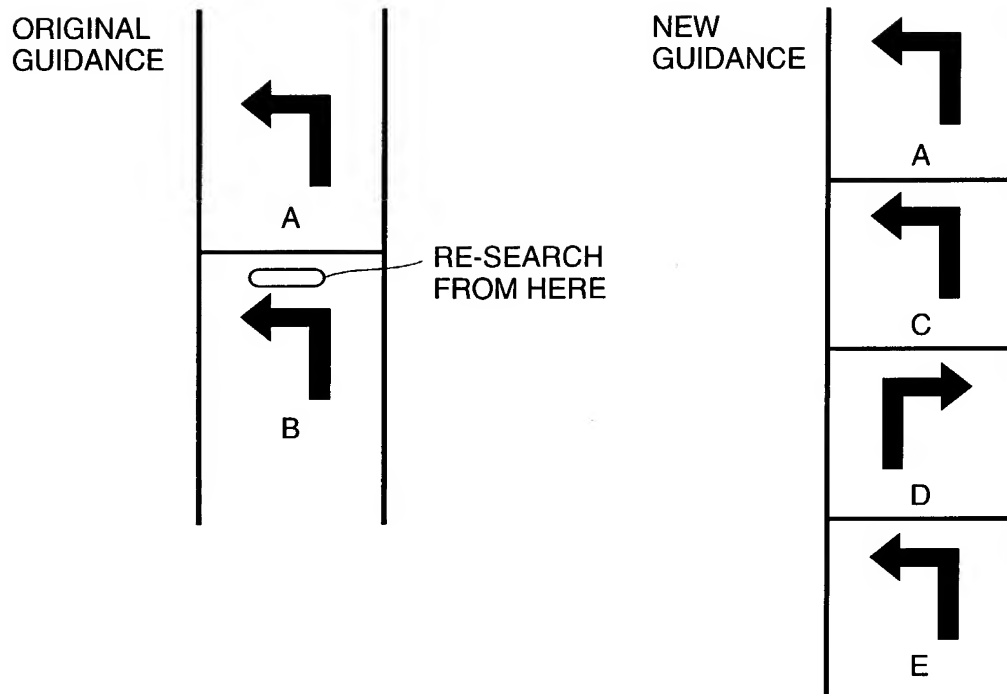 ORIGINAL
GUIDANCE
A
RE-SEARCH
FROM HERE
B
NEW
GUIDANCE
A
C
D
E